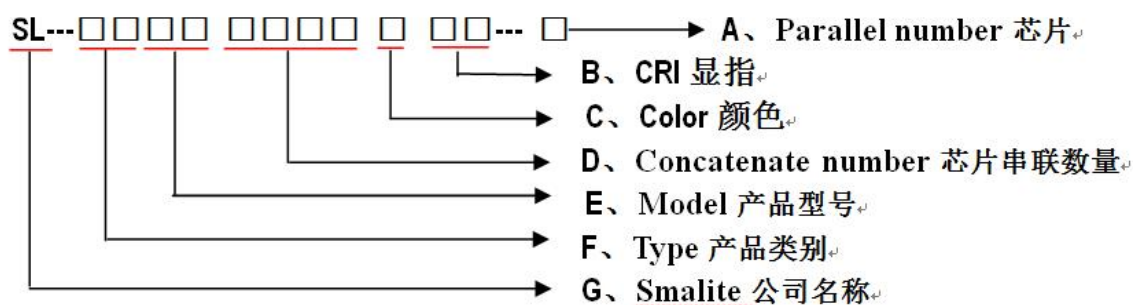 SL---□□□□ □□□□ □ □□--- □ A、Parallel number 芯片
B、CRI 显指
C、Color 颜色
D、Concatenate number 芯片串联数量
E、Model 产品型号
F、Type 产品类别
G、Smalite 公司名称